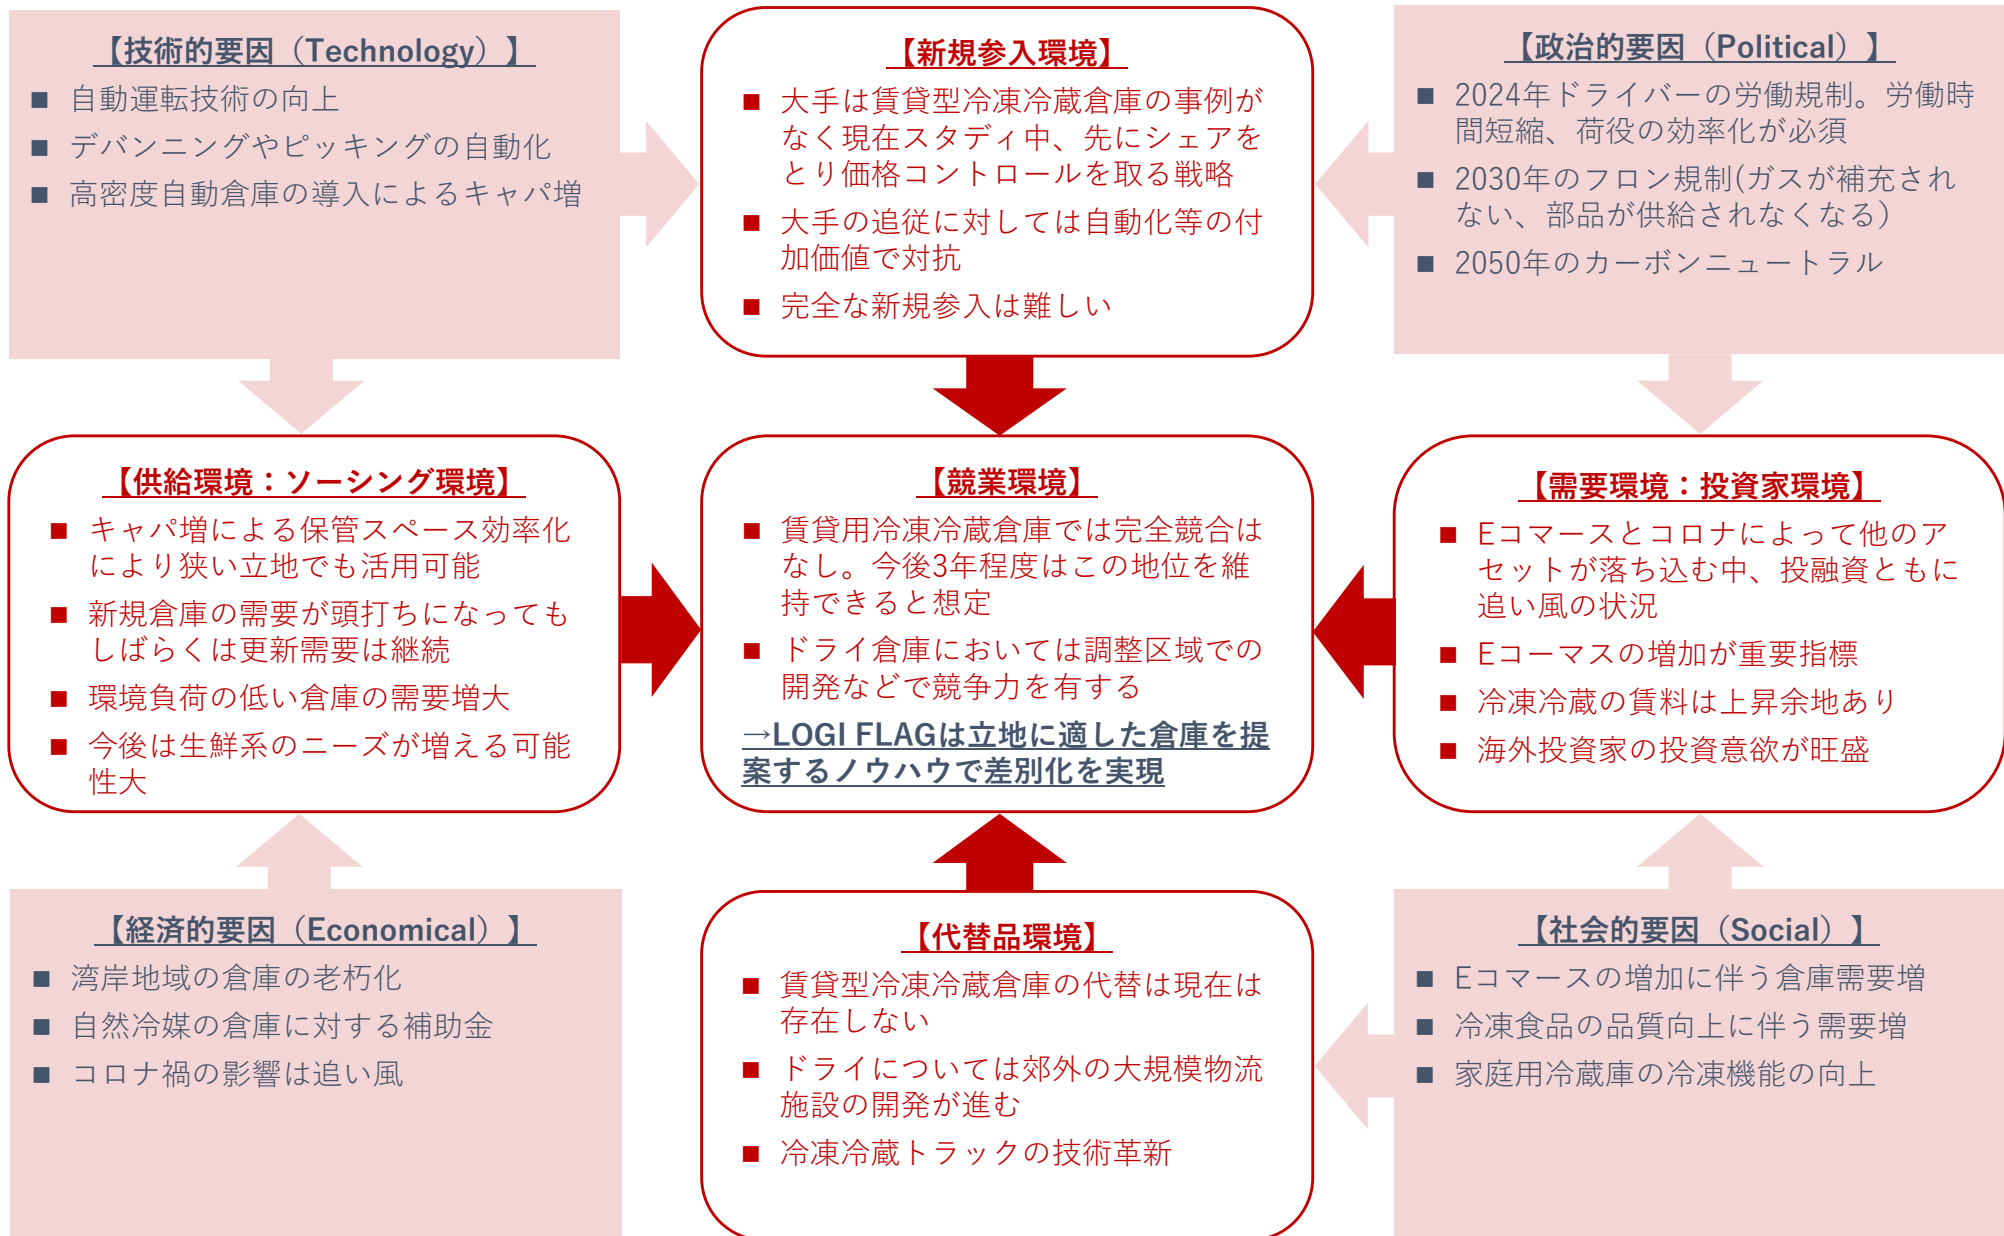 【技術的要因（Technology）】
■ 自動運転技術の向上
■ デバンニングやピッキングの自動化
■ 高密度自動倉庫の導入によるキャパ増
【新規参入環境】
■ 大手は賃貸型冷凍冷蔵倉庫の事例が
なく現在スタディ中、先にシェアを
とり価格コントロールを取る戦略
■ 大手の追従に対しては自動化等の付
加価値で対抗
■ 完全な新規参入は難しい
【政治的要因（Political）】
■ 2024年ドライバーの労働規制。労働時
間短縮、荷役の効率化が必須
■ 2030年のフロン規制(ガスが補充され
ない、部品が供給されなくなる）
■ 2050年のカーボンニュートラル
【供給環境：ソーシング環境】
■ キャパ増による保管スペース効率化
により狭い立地でも活用可能
■ 新規倉庫の需要が頭打ちになっても
しばらくは更新需要は継続
■ 環境負荷の低い倉庫の需要増大
■ 今後は生鮮系のニーズが増える可能
性大
【競業環境】
■ 賃貸用冷凍冷蔵倉庫では完全競合は
なし。今後3年程度はこの地位を維
持できると想定
■ ドライ倉庫においては調整区域での
開発などで競争力を有する
→LOGI FLAGは立地に適した倉庫を提
案するノウハウで差別化を実現
【需要環境：投資家環境】
■ Eコマースとコロナによって他のア
セットが落ち込む中、投融資ともに
追い風の状況
■ Eコーマスの増加が重要指標
■ 冷凍冷蔵の賃料は上昇余地あり
■ 海外投資家の投資意欲が旺盛
【経済的要因（Economical）】
■ 湾岸地域の倉庫の老朽化
■ 自然冷媒の倉庫に対する補助金
■ コロナ禍の影響は追い風
【代替品環境】
■ 賃貸型冷凍冷蔵倉庫の代替は現在は
存在しない
■ ドライについては郊外の大規模物流
施設の開発が進む
■ 冷凍冷蔵トラックの技術革新
【社会的要因（Social）】
■ Eコマースの増加に伴う倉庫需要増
■ 冷凍食品の品質向上に伴う需要増
■ 家庭用冷蔵庫の冷凍機能の向上